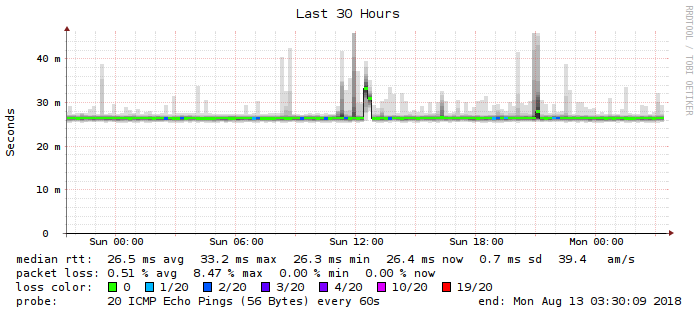 Last 30 Hours
RRDTOOL / TOBI OETIKER
Seconds
40 m
30 m
20 m
10 m
0
Sun 00:00 Sun 06:00 Sun 12:00 Sun 18:00 Mon 00:00
median rtt: 26.5 ms avg 33.2 ms max 26.3 ms min 26.4 ms now 0.7 ms sd 39.4 am/s
packet loss: 0.51 % avg 8.47 % max 0.00 % min 0.00 % now
loss color: 0 1/20 2/20 3/20 4/20 10/20 19/20
probe: 20 ICMP Echo Pings (56 Bytes) every 60s end: Mon Aug 13 03:30:09 2018